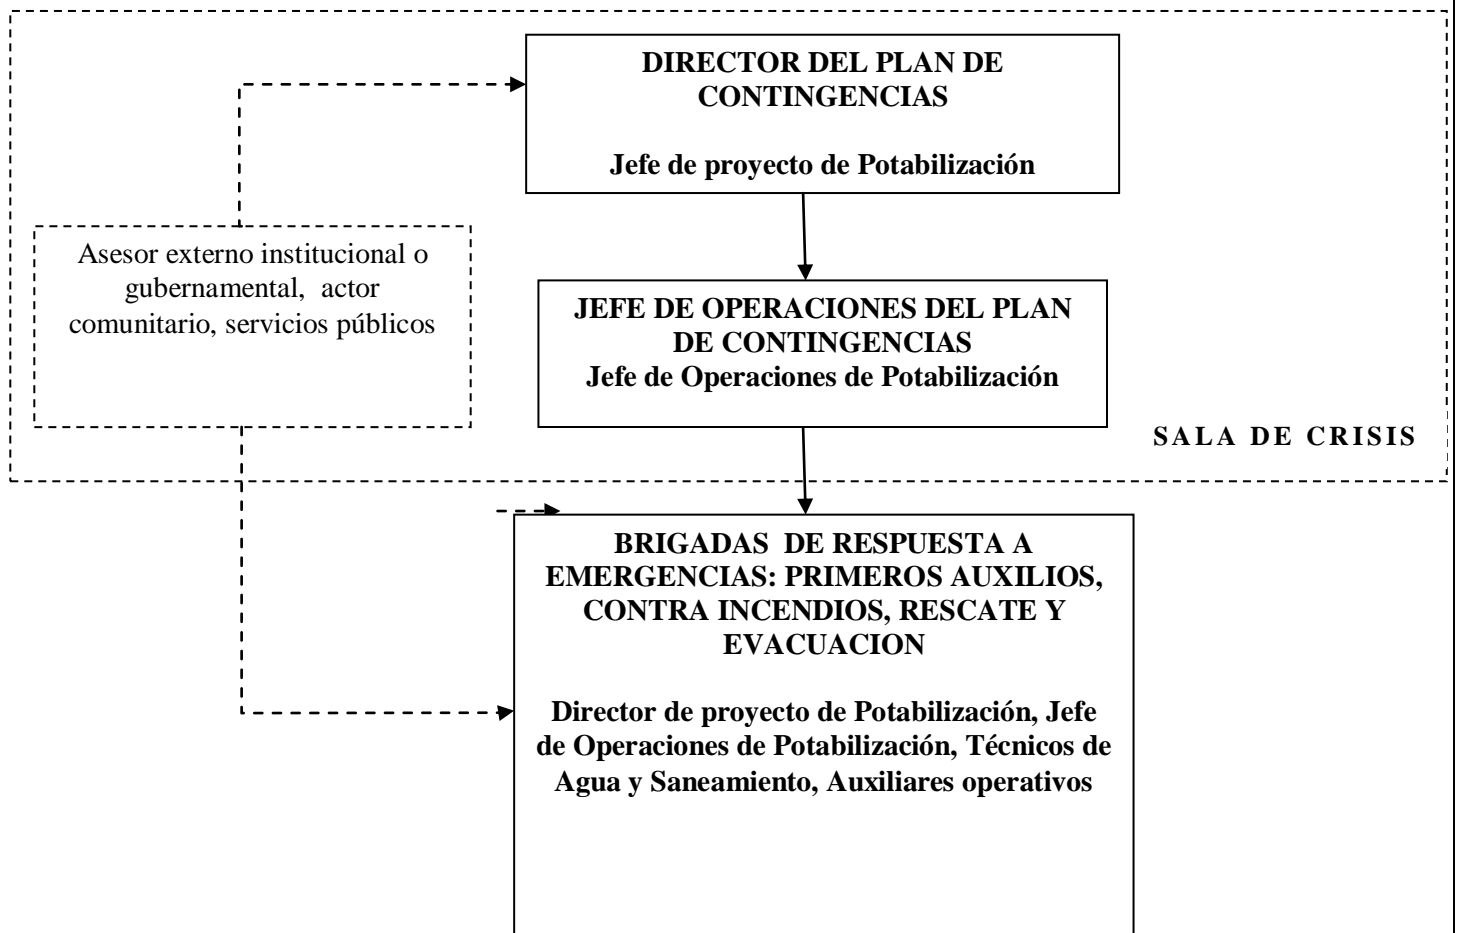 DIRECTOR DEL PLAN DE
CONTINGENCIAS
Jefe de proyecto de Potabilización
Asesor externo institucional o
gubernamental,  actor
comunitario, servicios públicos
JEFE DE OPERACIONES DEL PLAN
DE CONTINGENCIAS
Jefe de Operaciones de Potabilización
SALA DE CRISIS
BRIGADAS  DE RESPUESTA A
EMERGENCIAS: PRIMEROS AUXILIOS,
CONTRA INCENDIOS, RESCATE Y
EVACUACION
Director de proyecto de Potabilización, Jefe
de Operaciones de Potabilización, Técnicos de
Agua y Saneamiento, Auxiliares operativos